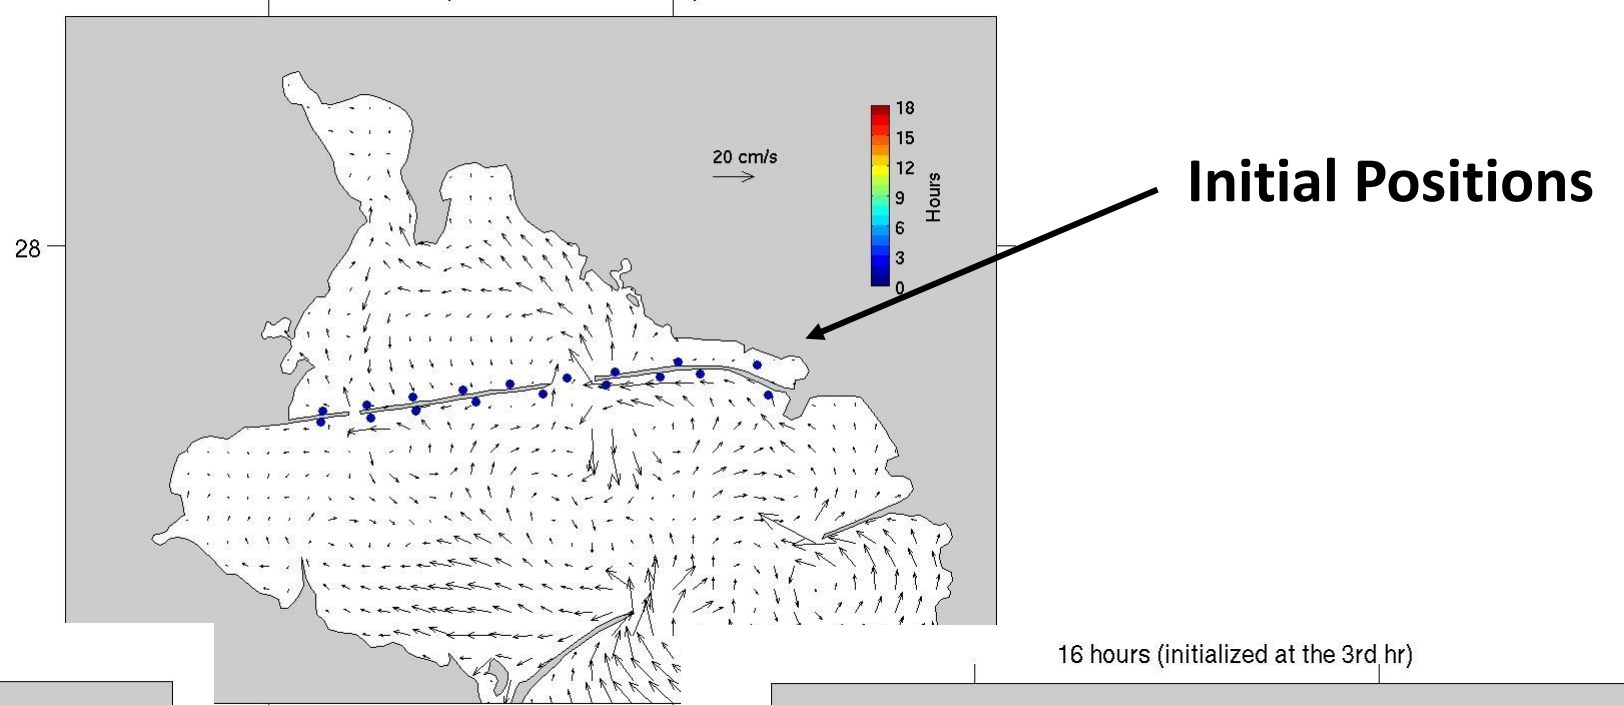 18
20 cm/s
15
12
Initial Positions
9
Hours
28
6
3
0
16 hours (initialized at the 3rd hr)